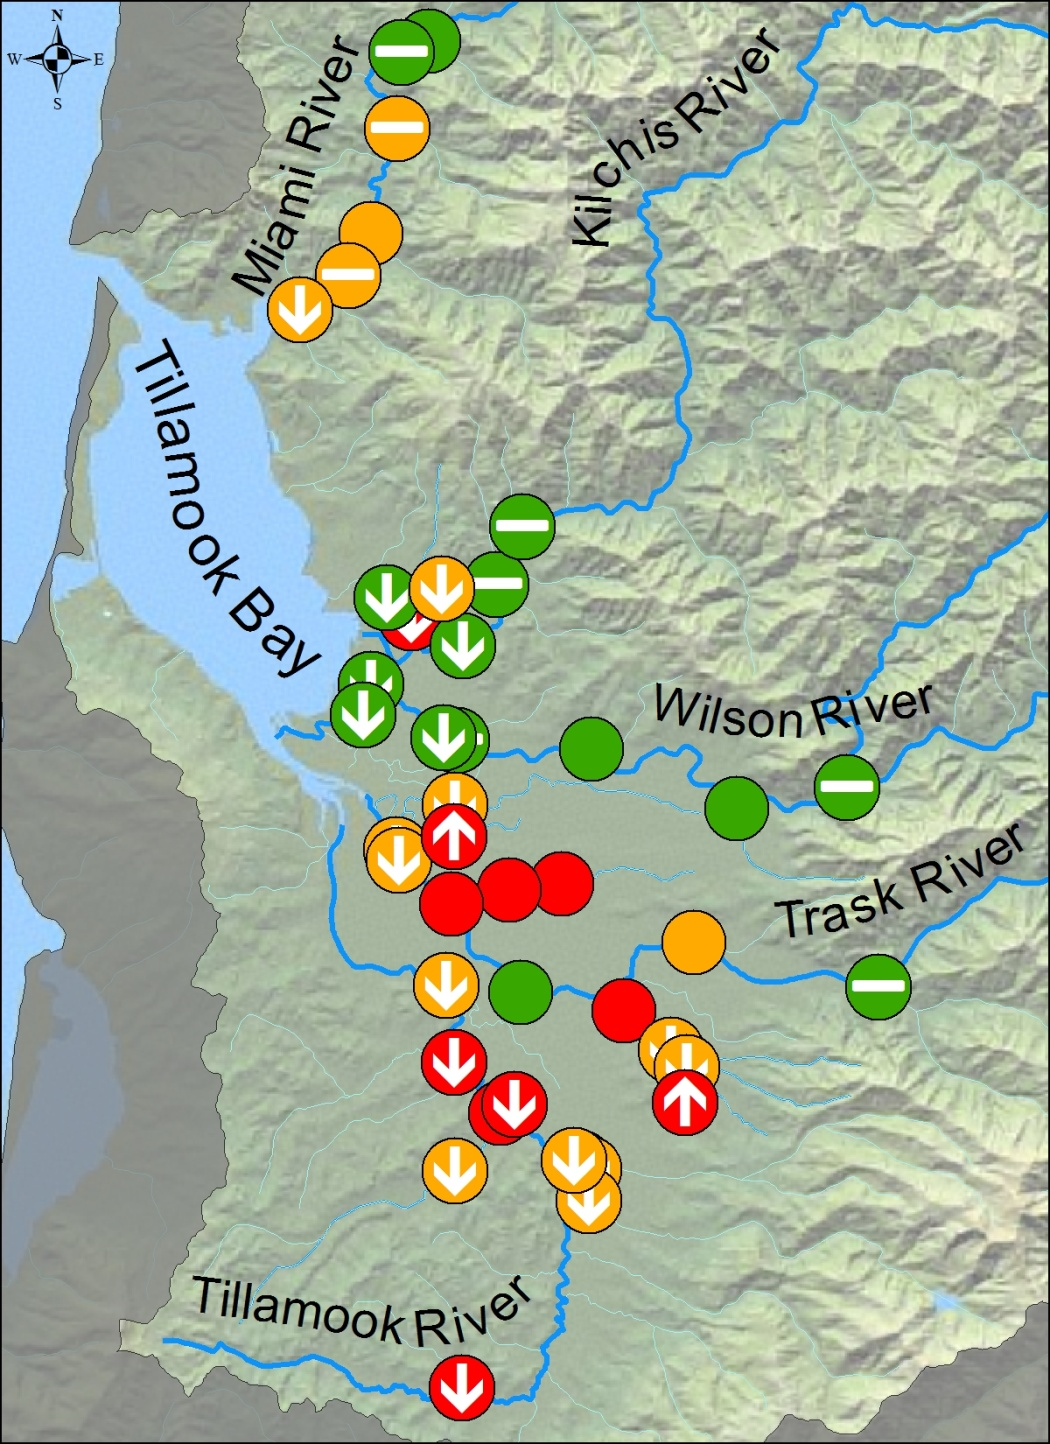 N
W E
S
Miami River
Kilchis River
Tillamook Bay
Wilson River
Trask River
Tillamook River